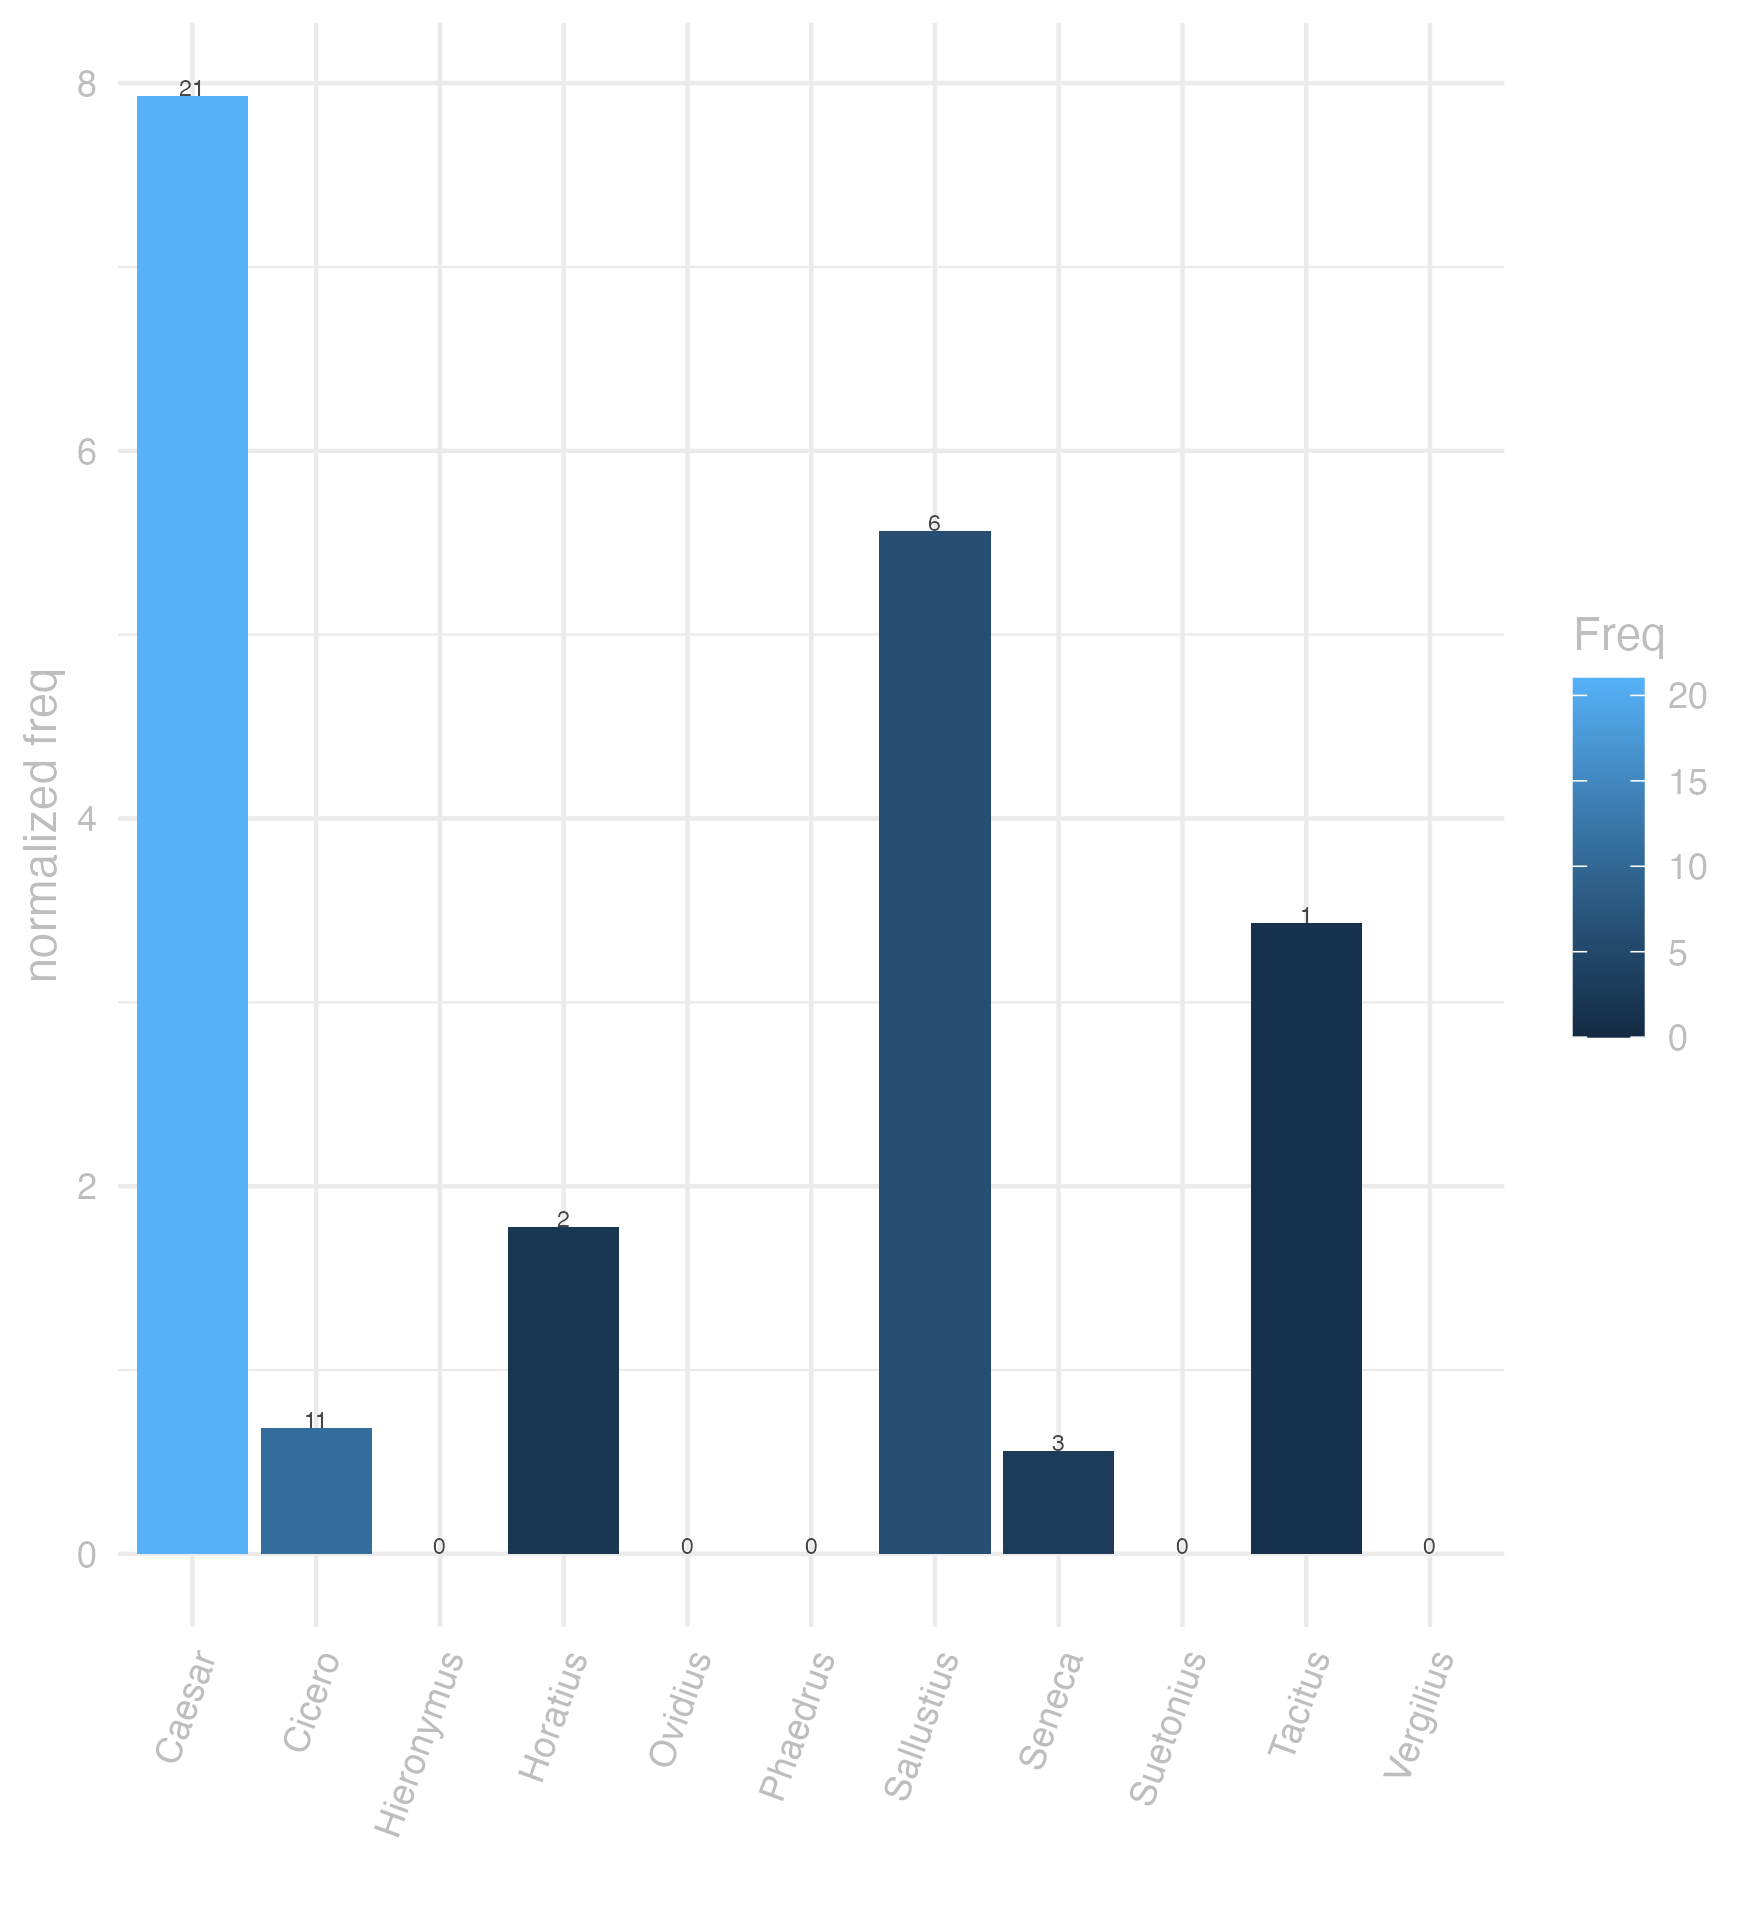 normalized freq
8
6
4
2
0
21
11
0
2
0
0
6
3
0
1
0
Caesar
Cicero
Hieronymus
Horatius
Ovidius
Phaedrus
Sallustius
Seneca
Suetonius
Tacitus
Vergilius
Freq
20
15
10
5
0